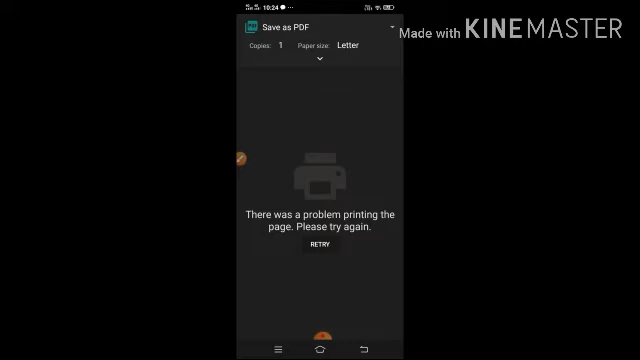 10:24
Save as PDF
Copies: 1 Paper size: Letter
Made with KINEMASTER
There was a problem printing the
page. Please try again.
RETRY